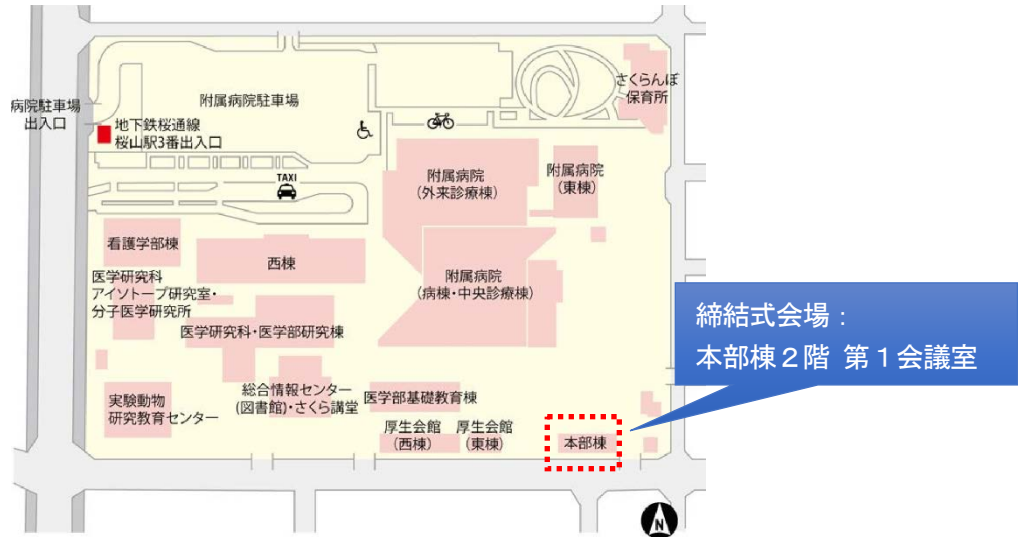 さくらんぼ
保育所
病院駐車場
出入口
附属病院駐車場
地下鉄桜通線
桜山駅3番出入口
TAXI
附属病院
(外来診療棟)
附属病院
(東棟)
看護学部棟
西棟
医学研究科
アイソトープ研究室・
分子医学研究所
附属病院
(病棟・中央診療棟)
締結式会場：
本部棟２階 第１会議室
医学研究科・医学部研究棟
実験動物
研究教育センター
総合情報センター
(図書館)・さくら講堂
医学部基礎教育棟
厚生会館
(西棟)
厚生会館
(東棟)
本部棟
N